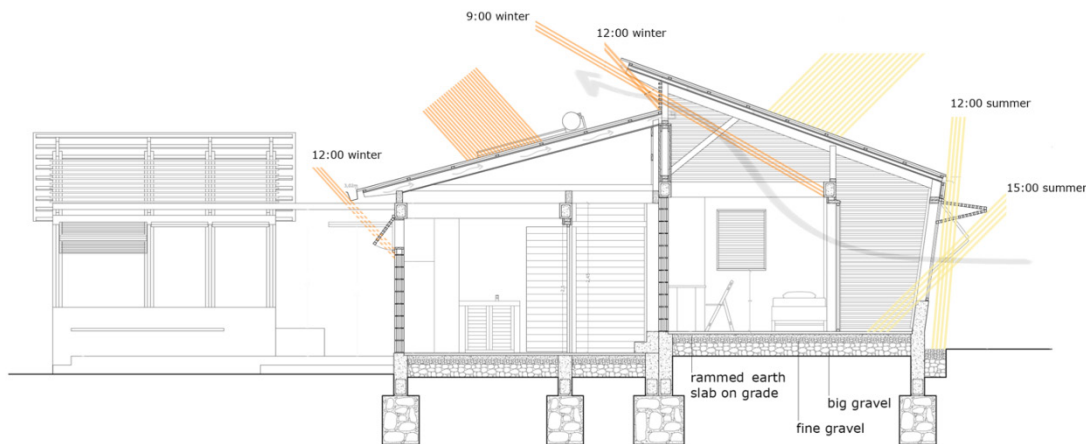 9:00 winter
12:00 winter
12:00 summer
12:00 winter
15:00 summer
rammed earth
slab on grade
big gravel
fine gravel